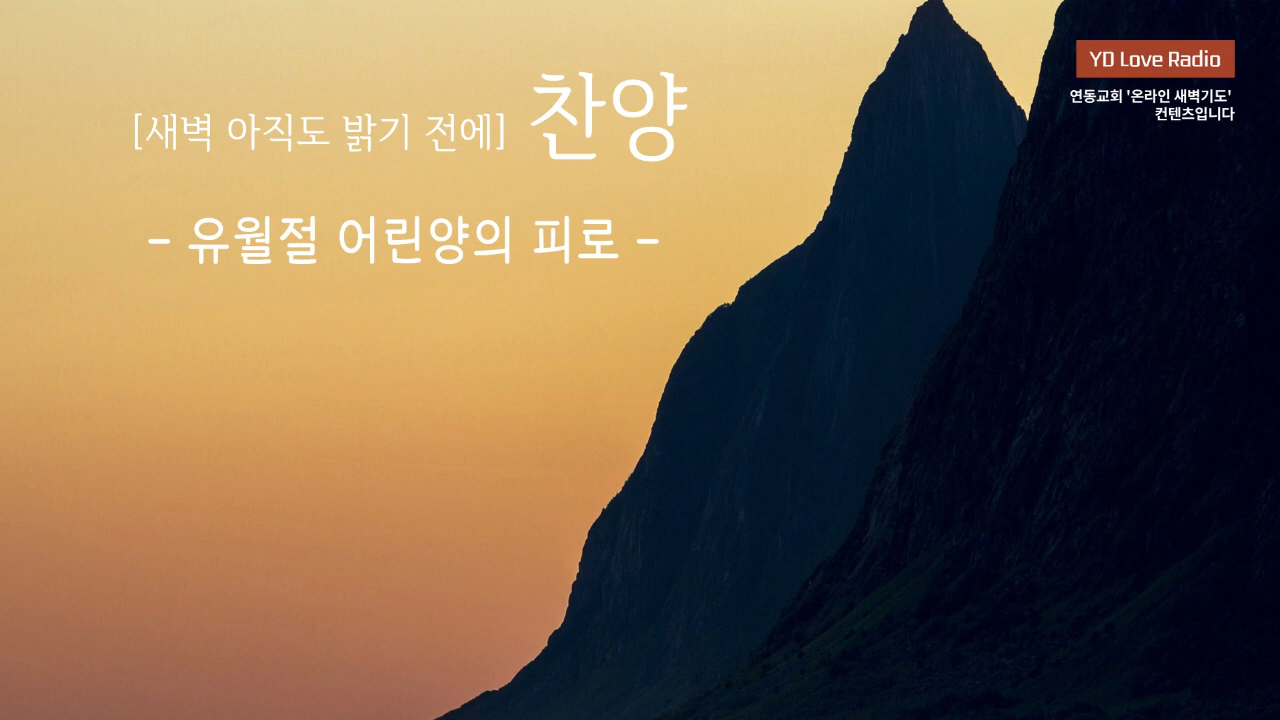 [새벽 아직도 밝기 전에] 찬양
- 유월절 어린양의 피로 -
YD Love Radio
연동교회 '온라인 새벽기도'
컨텐츠입니다